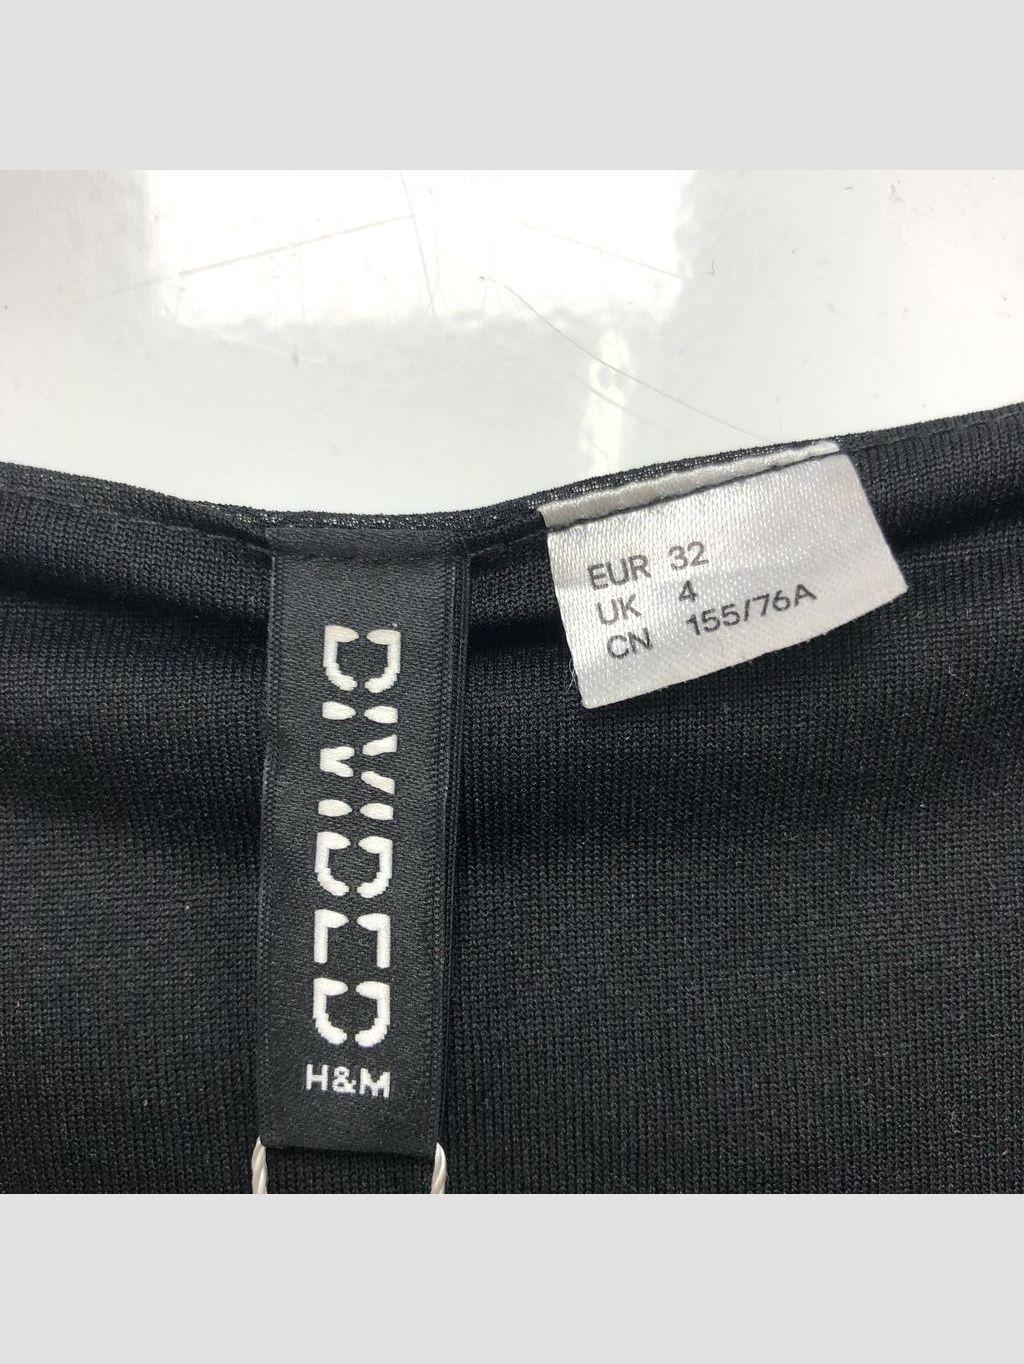 DIVIDED
H&M
EUR 32
UK 4
CN 155/76A